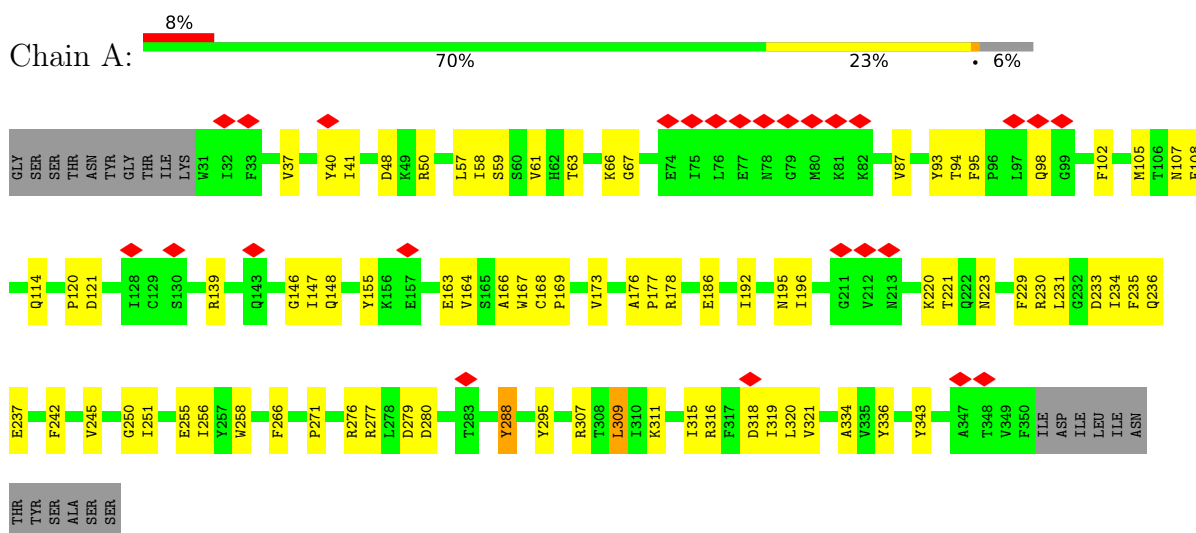 8%
Chain A:
70% 23% • 6%
GLY SER SER THR ASN TYR GLY THR ILE LYS W31 I32 F33 V37 Y40 I41 D48 K49 R50 L57 I58 S59 S60 V61 H62 T63 K66 G67 E74 I75 L76 E77 N78 G79 M80 K81 K82 V87 Y93 T94 F95 P96 L97 Q98 G99 F102 M105 T106 N107 E108
Q114 P120 D121 I128 C129 S130 R139 Q143 G146 I147 Q148 Y155 K156 E157 E163 V164 S165 A166 W167 C168 P169 V173 A176 P177 R178 E186 I192 N195 I196 G211 V212 N213 K220 T221 Q222 N223 F229 R230 L231 G232 D233 I234 F235 Q236
E237 F242 V245 G250 I251 E255 I256 Y257 W258 F266 P271 R276 R277 L278 D279 D280 T283 Y288 Y295 R307 T308 L309 I310 K311 I315 R316 F317 D318 I319 L320 V321 A334 V335 Y336 Y343 A347 T348 V349 F350 ILE ASP ILE LEU ILE ASN
THR TYR SER ALA SER SER